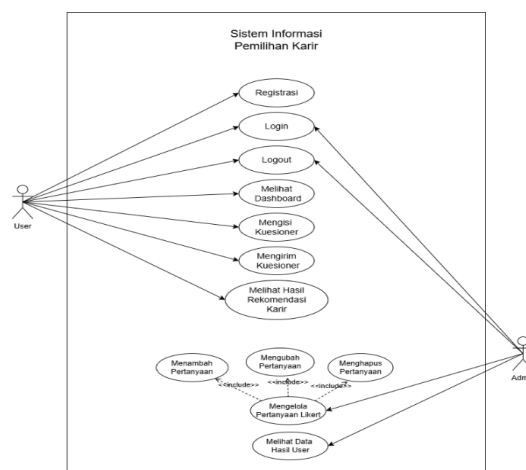 Sistem Informasi
Pemilihan Karir
Registrasi
Login
Logout
Melihat
Dashboard
Mengisi
Kuesioner
Mengirim
Kuesioner
Melihat Hasil
Rekomendasi
Karir
User
Menambah
Pertanyaan
Mengubah
Pertanyaan
Menghapus
Pertanyaan
<<include>>
<<include>>
<<include>>
Mengelola
Pertanyaan Likert
Melihat Data
Hasil User
Adm